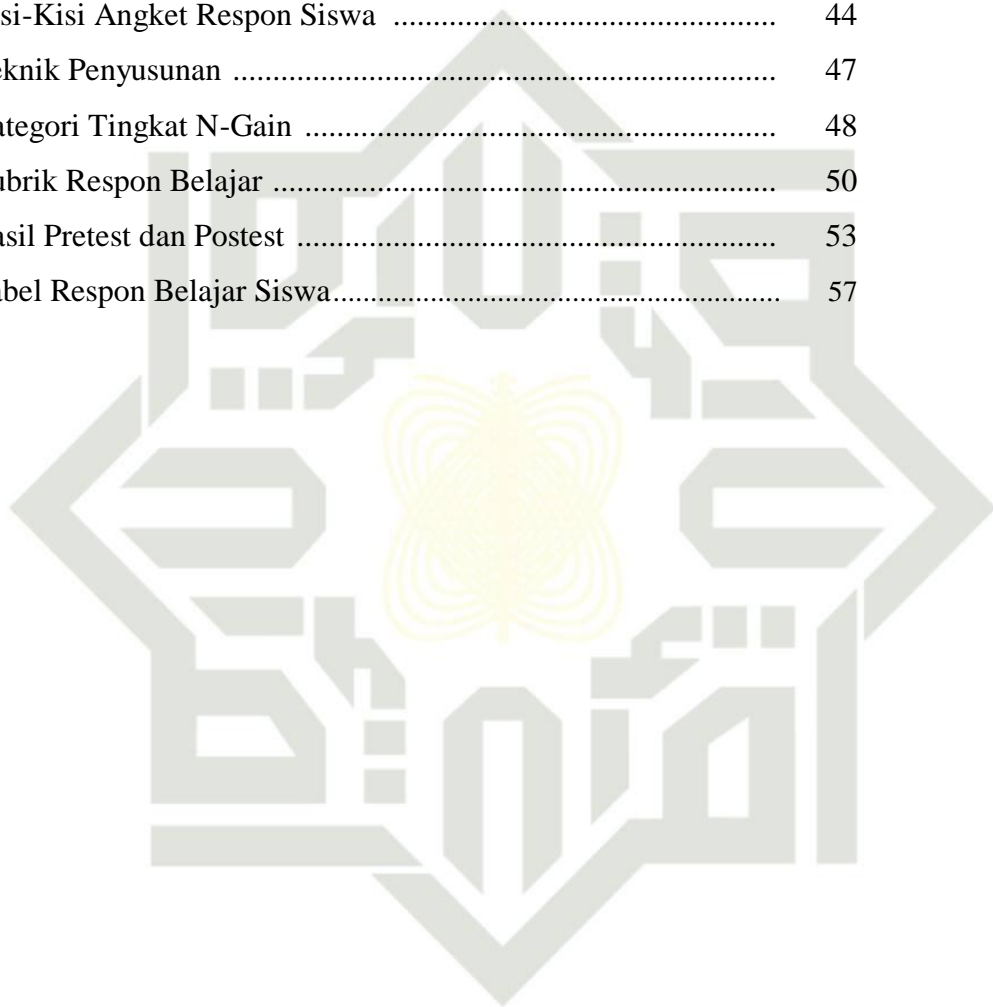 si-Kisi Angket Respon Siswa ........................................................ 44
eknik Penyusunan ............................................................................... 47
ategori Tingkat N-Gain ..................................................................... 48
ubrik Respon Belajar ......................................................................... 50
asil Pretest dan Postest ...................................................................... 53
abel Respon Belajar Siswa................................................................. 57